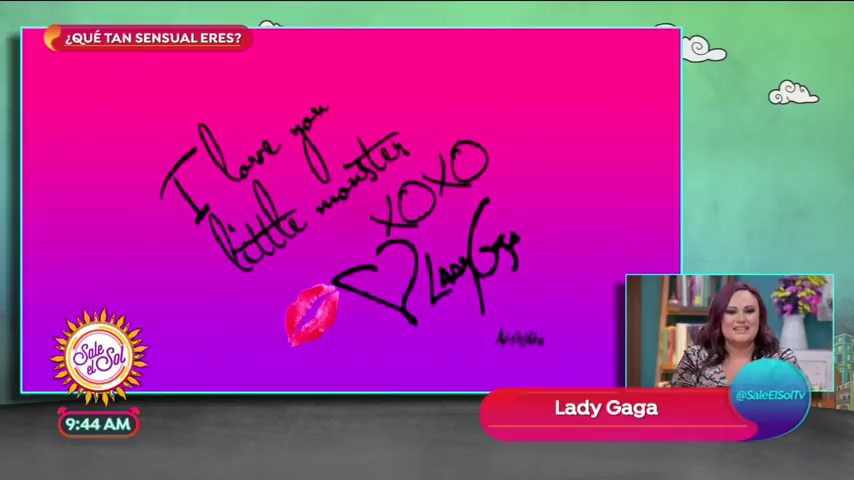 ¿QUÉ TAN SENSUAL ERES?
I love you
little monster
XOXO
Lady Gaga
Sale
el Sol
9:44 AM
Lady Gaga
@SaleElSolTV